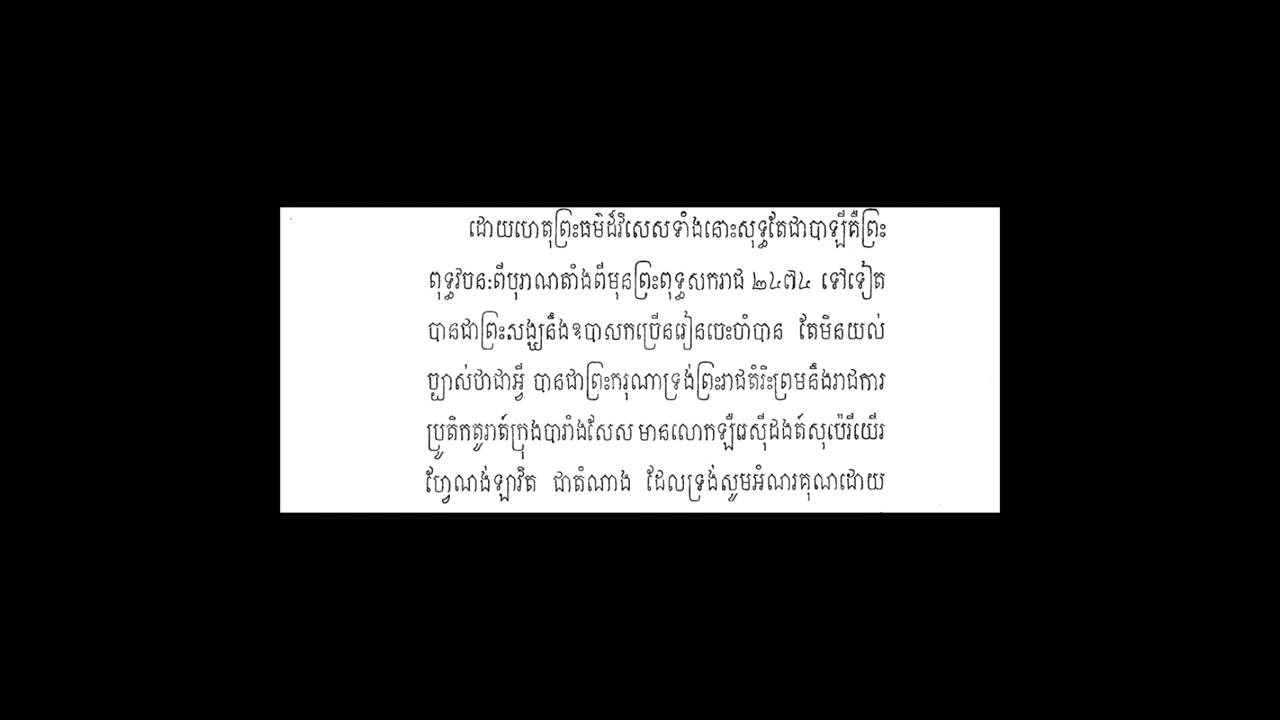 ដោយហេតុព្រះធម៌ដ៏វិសេសទាំងនោះសុទ្ធតែជាបាឡីគឺព្រះ
ពុទ្ធវចនៈពីបុរាណតាំងពីមុនព្រះពុទ្ធសករាជ ២៤៧៤ ទៅទៀត
បានជាព្រះសង្ឃនឹងឧបាសកច្រើនរៀនចេះចាំបាន តែមិនយល់
ច្បាស់ថាជាអ្វី បានជាព្រះករុណាទ្រង់ព្រះរាជតំរិះព្រមនឹងរាជការ
ប្រូតិកតូរាត៍ក្រុងបារាំងសែស មានលោកឡឺរេស៊ីដងត៍សុប៉េរីយើរ
ហ្វែណង់ឡាវិត ជាតំណាង ដែលទ្រង់សូមអំណរគុណដោយ